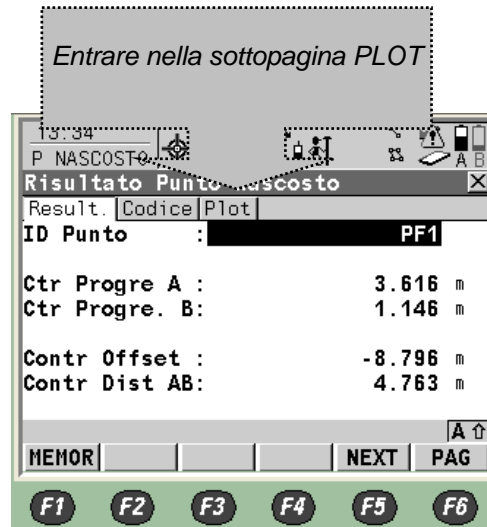 Entrare nella sottopagina PLOT
13:34
P NASCOSTO
A B
Risultato Punto Nascosto X
Result. Codice Plot
ID Punto : PF1
Ctr Progre A : 3.616 m
Ctr Progre. B: 1.146 m
Contr Offset : -8.796 m
Contr Dist AB: 4.763 m
A ⇧
MEMOR NEXT PAG
F1 F2 F3 F4 F5 F6